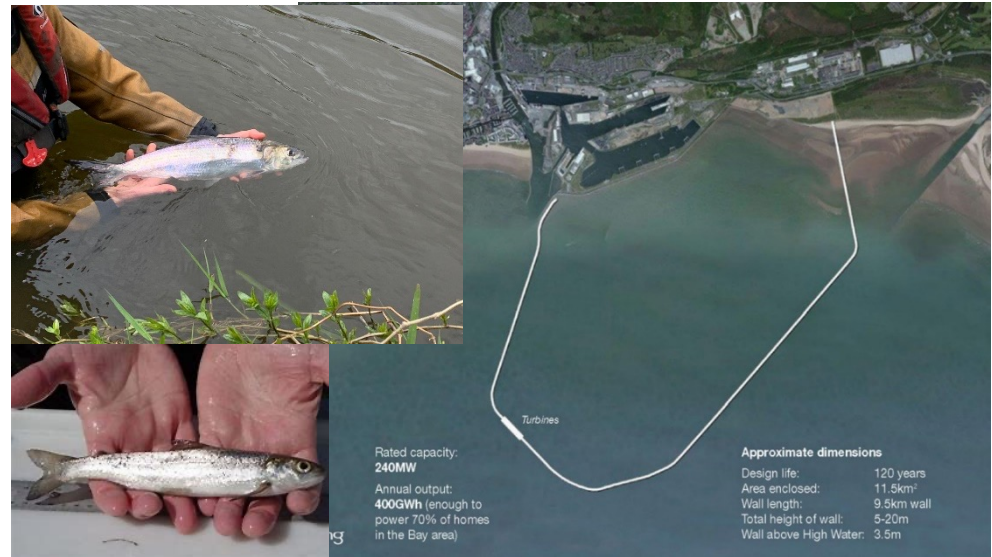 Turbines
Rated capacity:
240MW
Annual output:
400GWh (enough to
power 70% of homes
in the Bay area)
Approximate dimensions
Design life: 120 years
Area enclosed: 11.5km²
Wall length: 9.5km wall
Total height of wall: 5-20m
Wall above High Water: 3.5m